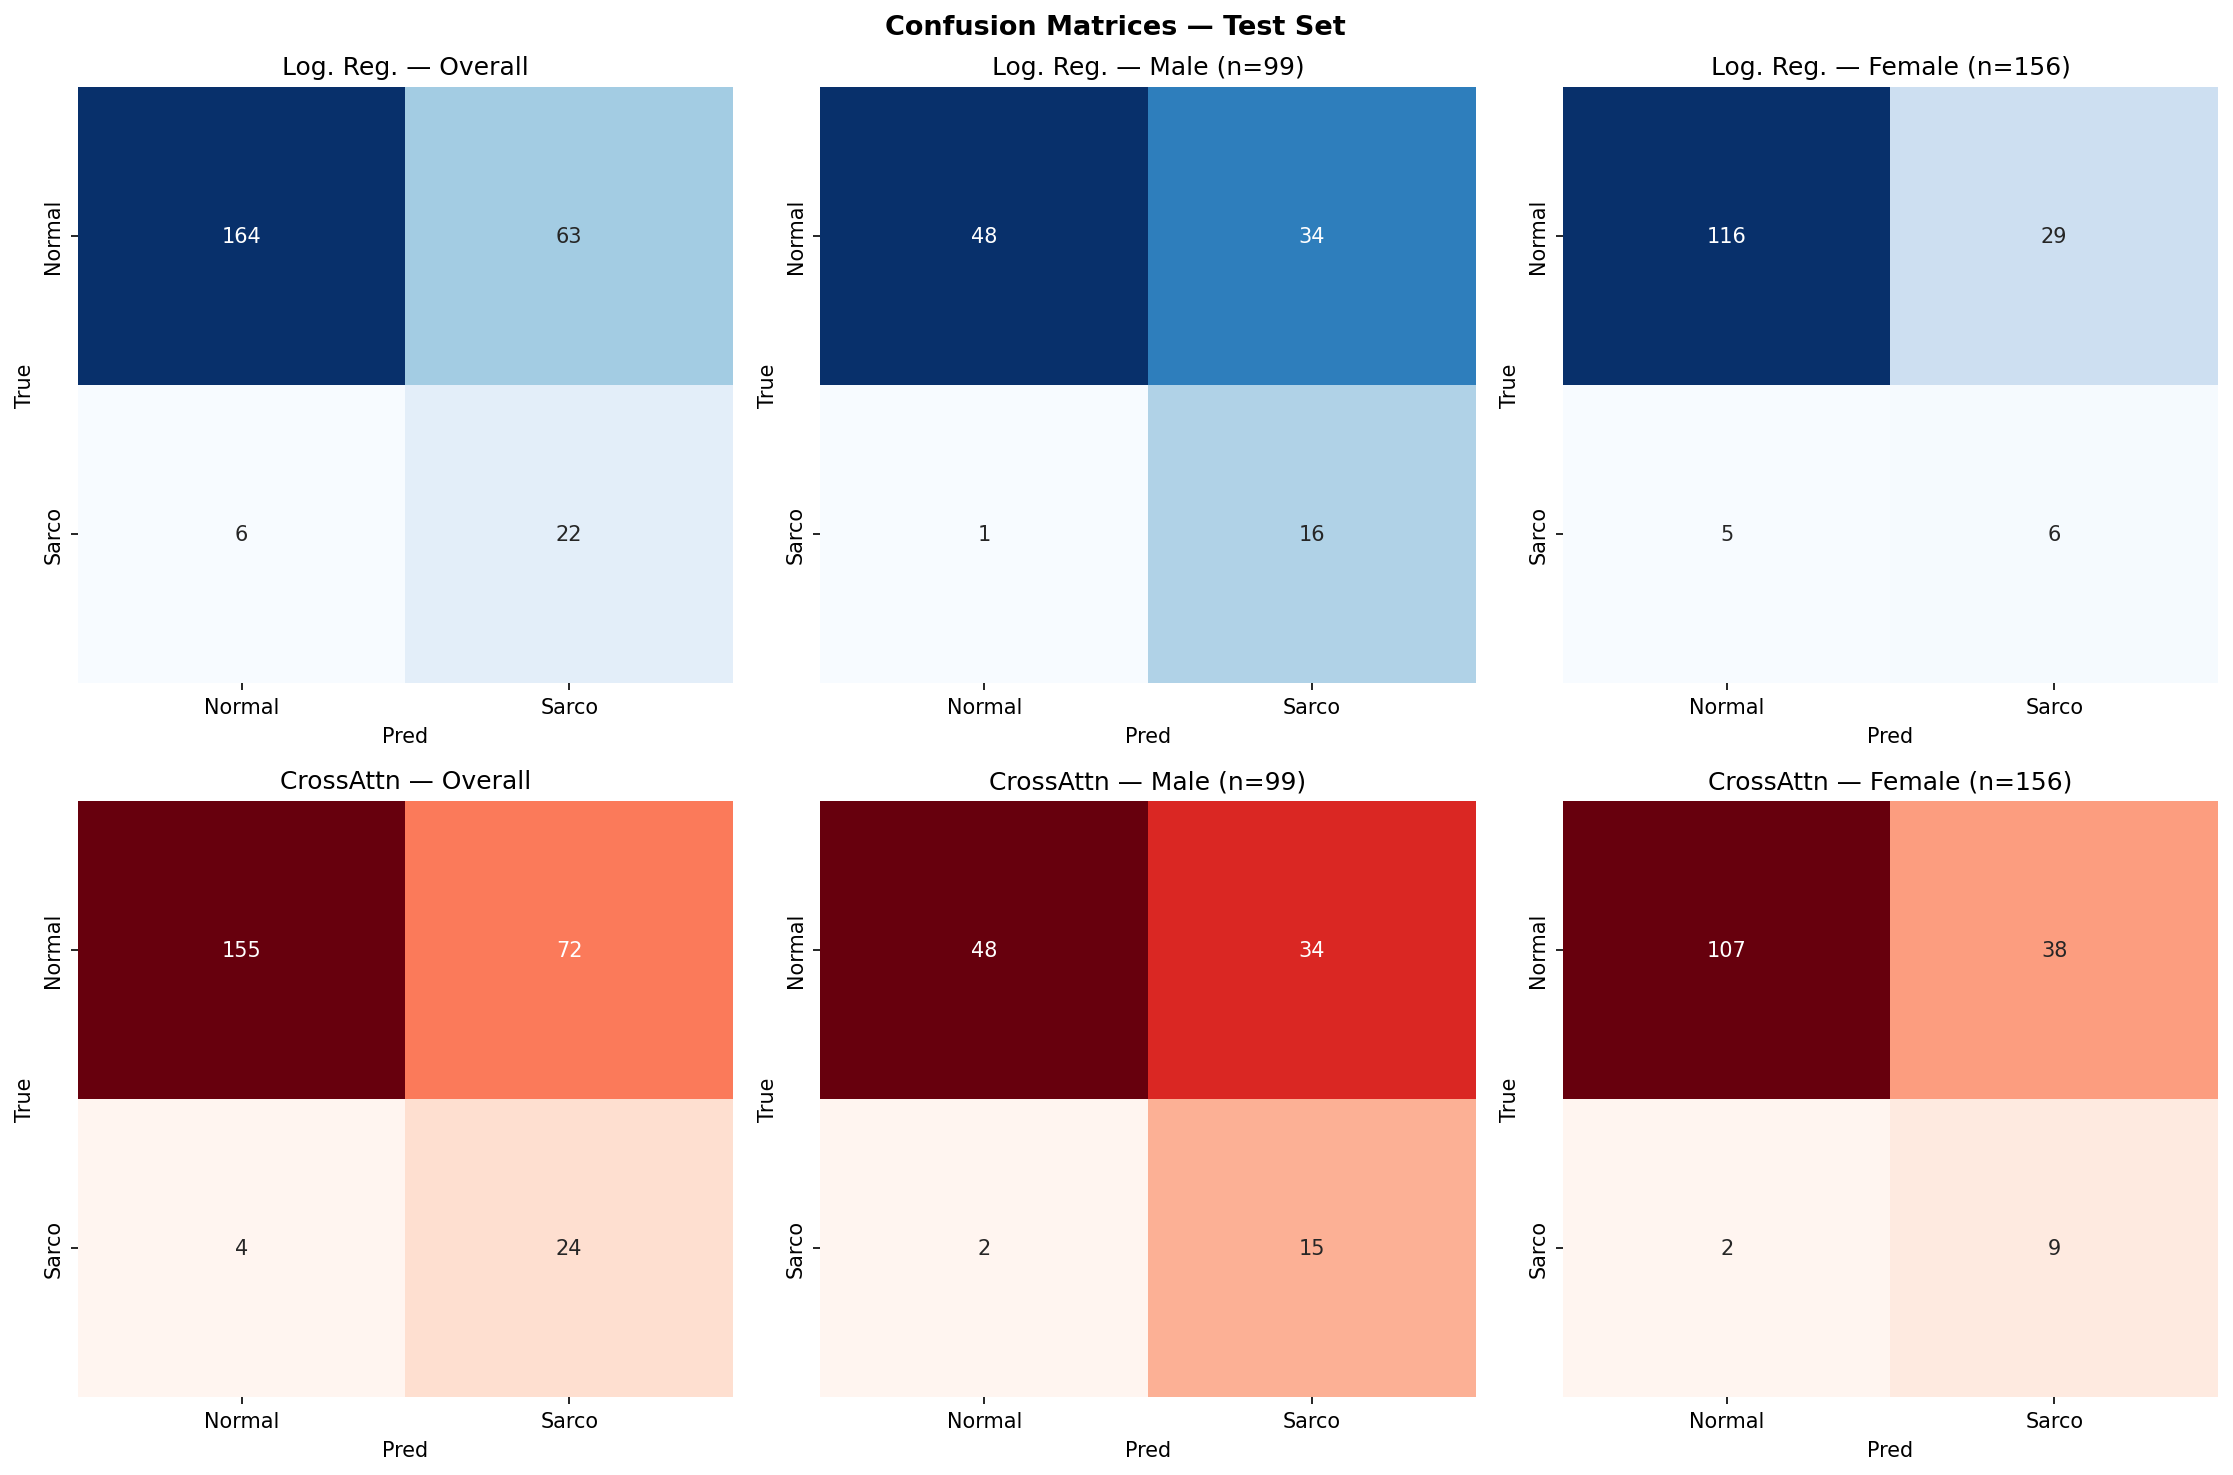 Confusion Matrices — Test Set
Log. Reg. — Overall
True
Normal
164
63
Sarco
6
22
Normal
Sarco
Pred
Log. Reg. — Male (n=99)
True
Normal
48
34
Sarco
1
16
Normal
Sarco
Pred
Log. Reg. — Female (n=156)
True
Normal
116
29
Sarco
5
6
Normal
Sarco
Pred
CrossAttn — Overall
True
Normal
155
72
Sarco
4
24
Normal
Sarco
Pred
CrossAttn — Male (n=99)
True
Normal
48
34
Sarco
2
15
Normal
Sarco
Pred
CrossAttn — Female (n=156)
True
Normal
107
38
Sarco
2
9
Normal
Sarco
Pred